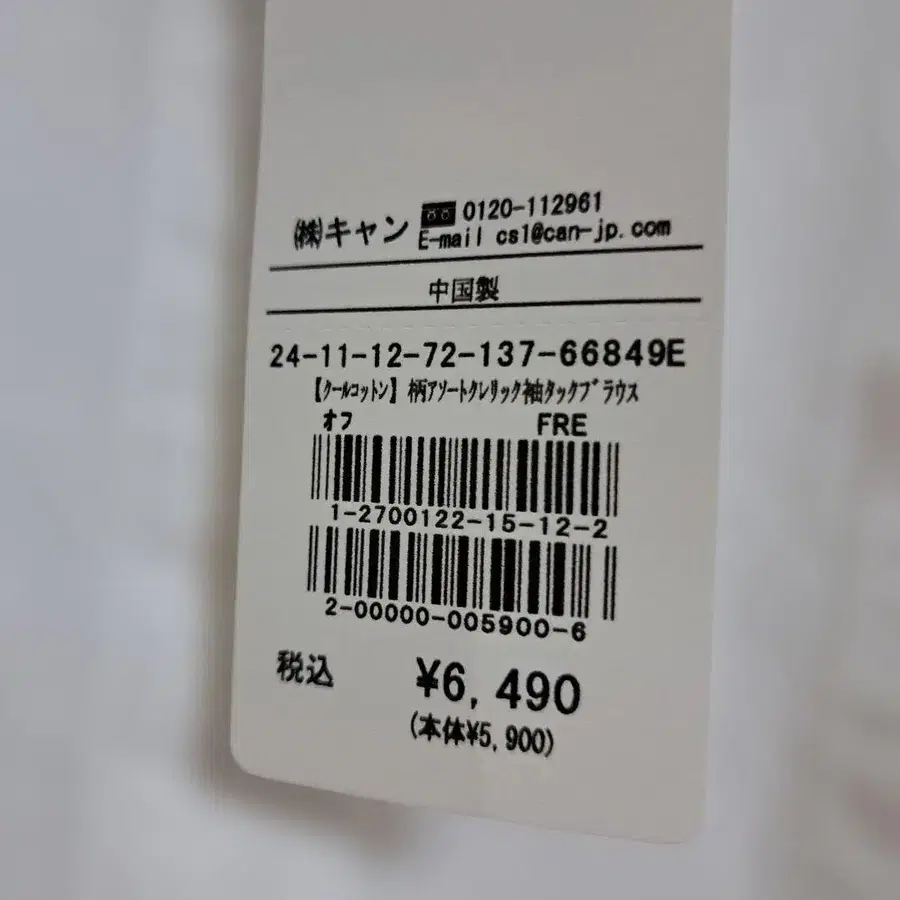 ㈱キャン 0120-112961
E-mail cs1@can-jp.com
中国製
24-11-12-72-137-66849E
【クールコットン】柄アソートクレリック袖タックブラウス
オフ FRE
1-2700122-15-12-2
2-00000-005900-6
税込 ¥6,490
(本体¥5,900)